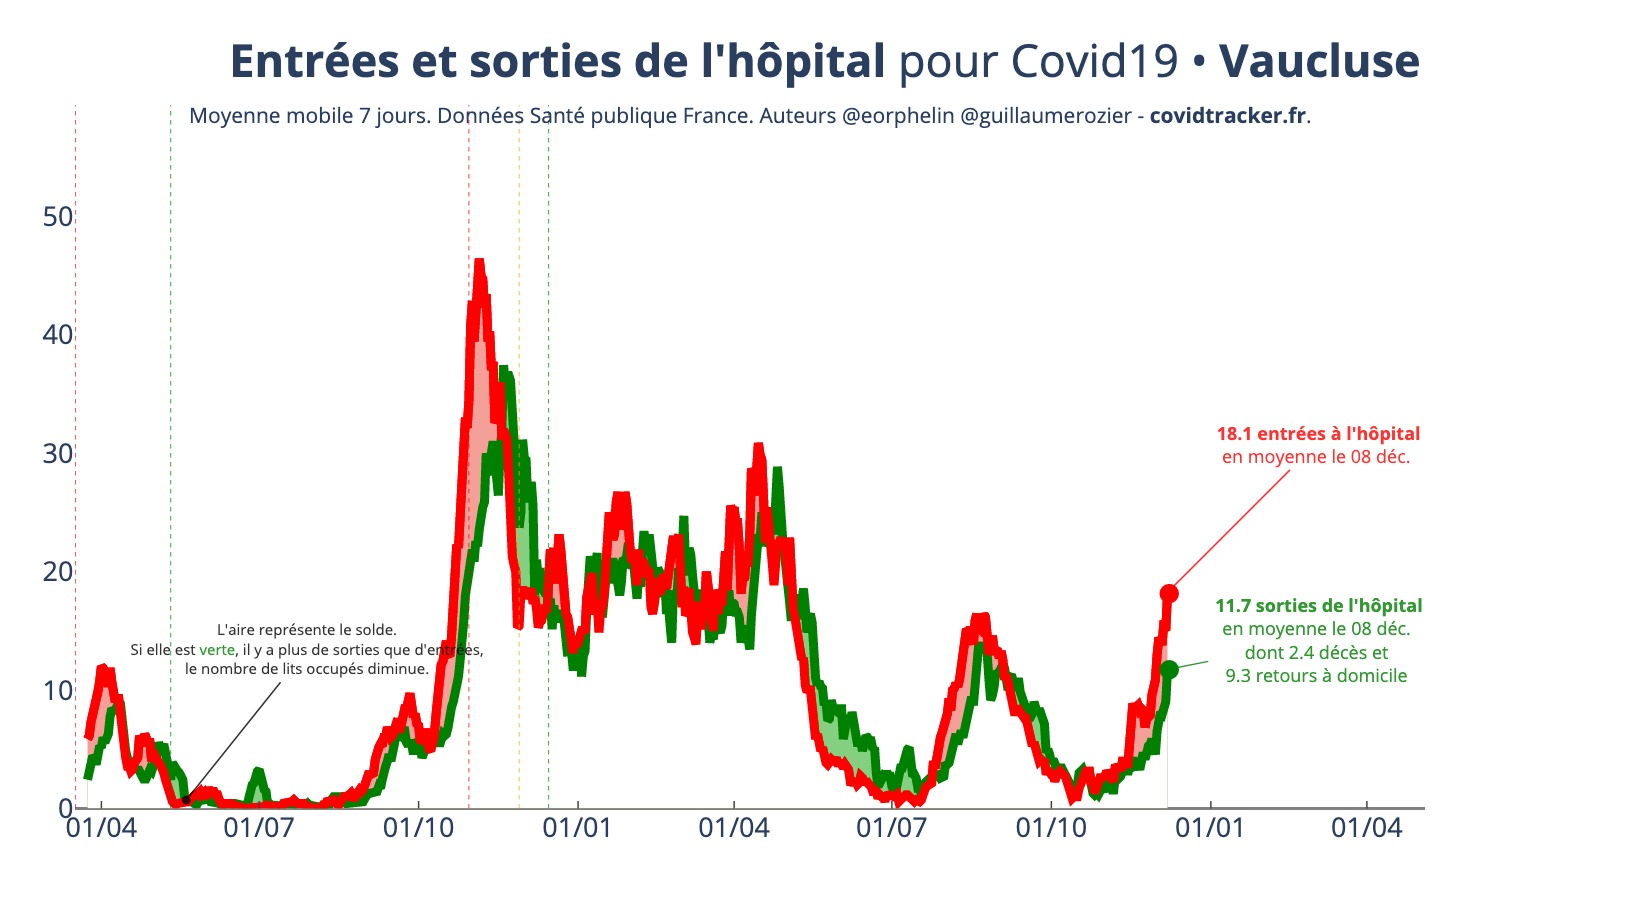 Entrées et sorties de l'hôpital pour Covid19 • Vaucluse
Moyenne mobile 7 jours. Données Santé publique France. Auteurs @eorphelin @guillaumerozier - covidtracker.fr.
50
40
30
20
10
0
18.1 entrées à l'hôpital
en moyenne le 08 déc.
11.7 sorties de l'hôpital
en moyenne le 08 déc.
dont 2.4 décès et
9.3 retours à domicile
L'aire représente le solde.
Si elle est verte, il y a plus de sorties que d'entrées,
le nombre de lits occupés diminue.
01/04 01/07 01/10 01/01 01/04 01/07 01/10 01/01 01/04